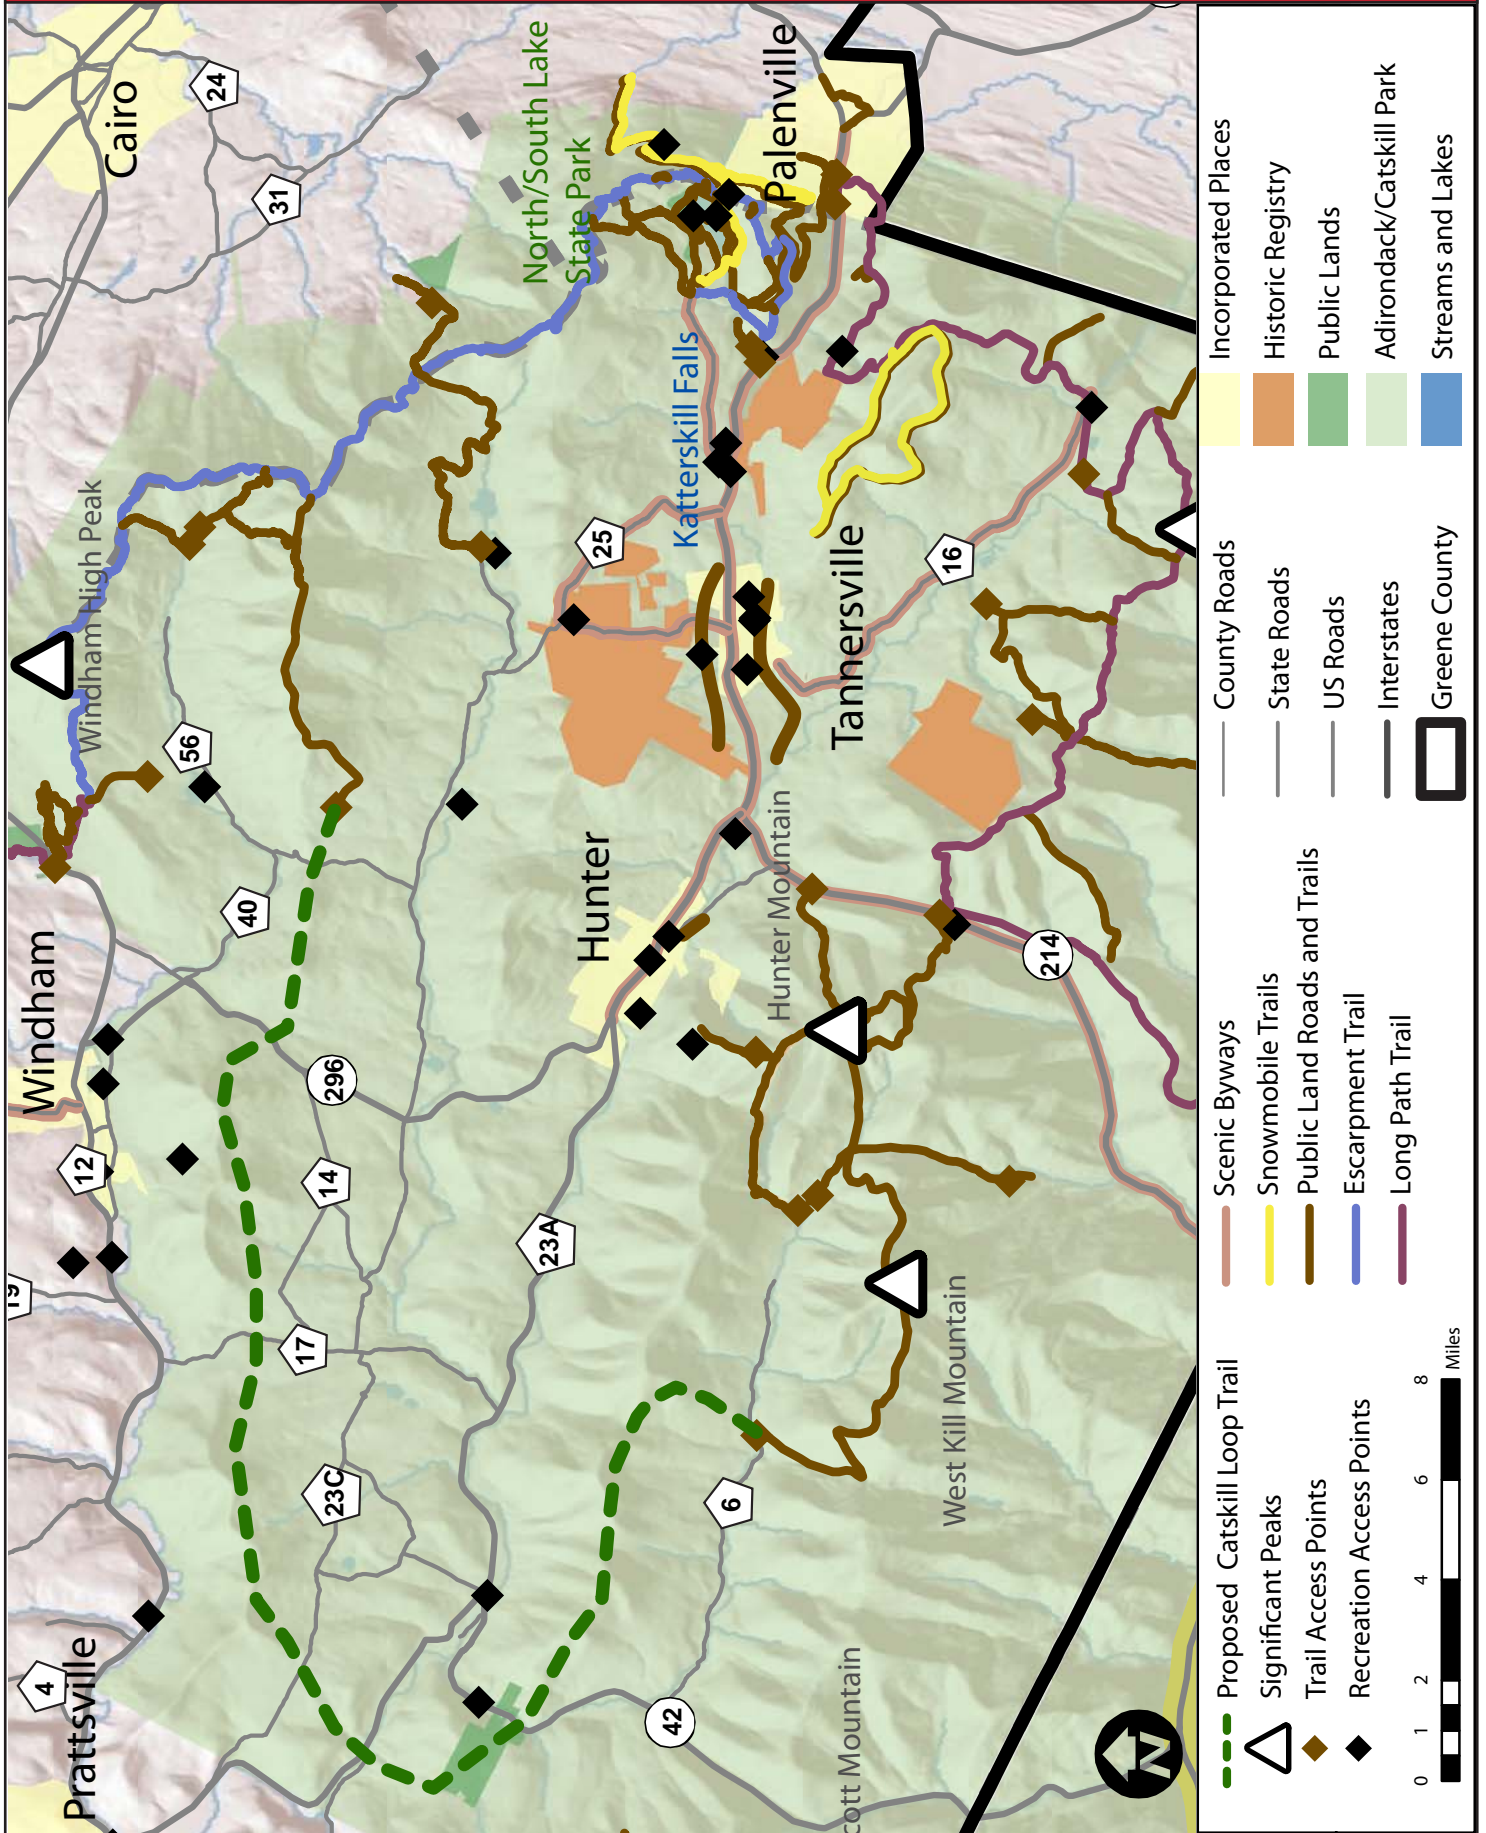 Prattsville
4
Windham
12
19
Windham High Peak
56
40
296
14
17
23C
23A
Cairo
24
31
North/South Lake
State Park
Palenville
Katterskill Falls
25
Tannersville
16
Hunter
Hunter Mountain
214
6
42
West Kill Mountain
cott Mountain
N
Proposed Catskill Loop Trail
Significant Peaks
Trail Access Points
Recreation Access Points
0 1 2 4 6 8
Miles
Scenic Byways
Snowmobile Trails
Public Land Roads and Trails
Escarpment Trail
Long Path Trail
County Roads
State Roads
US Roads
Interstates
Greene County
Incorporated Places
Historic Registry
Public Lands
Adirondack/Catskill Park
Streams and Lakes